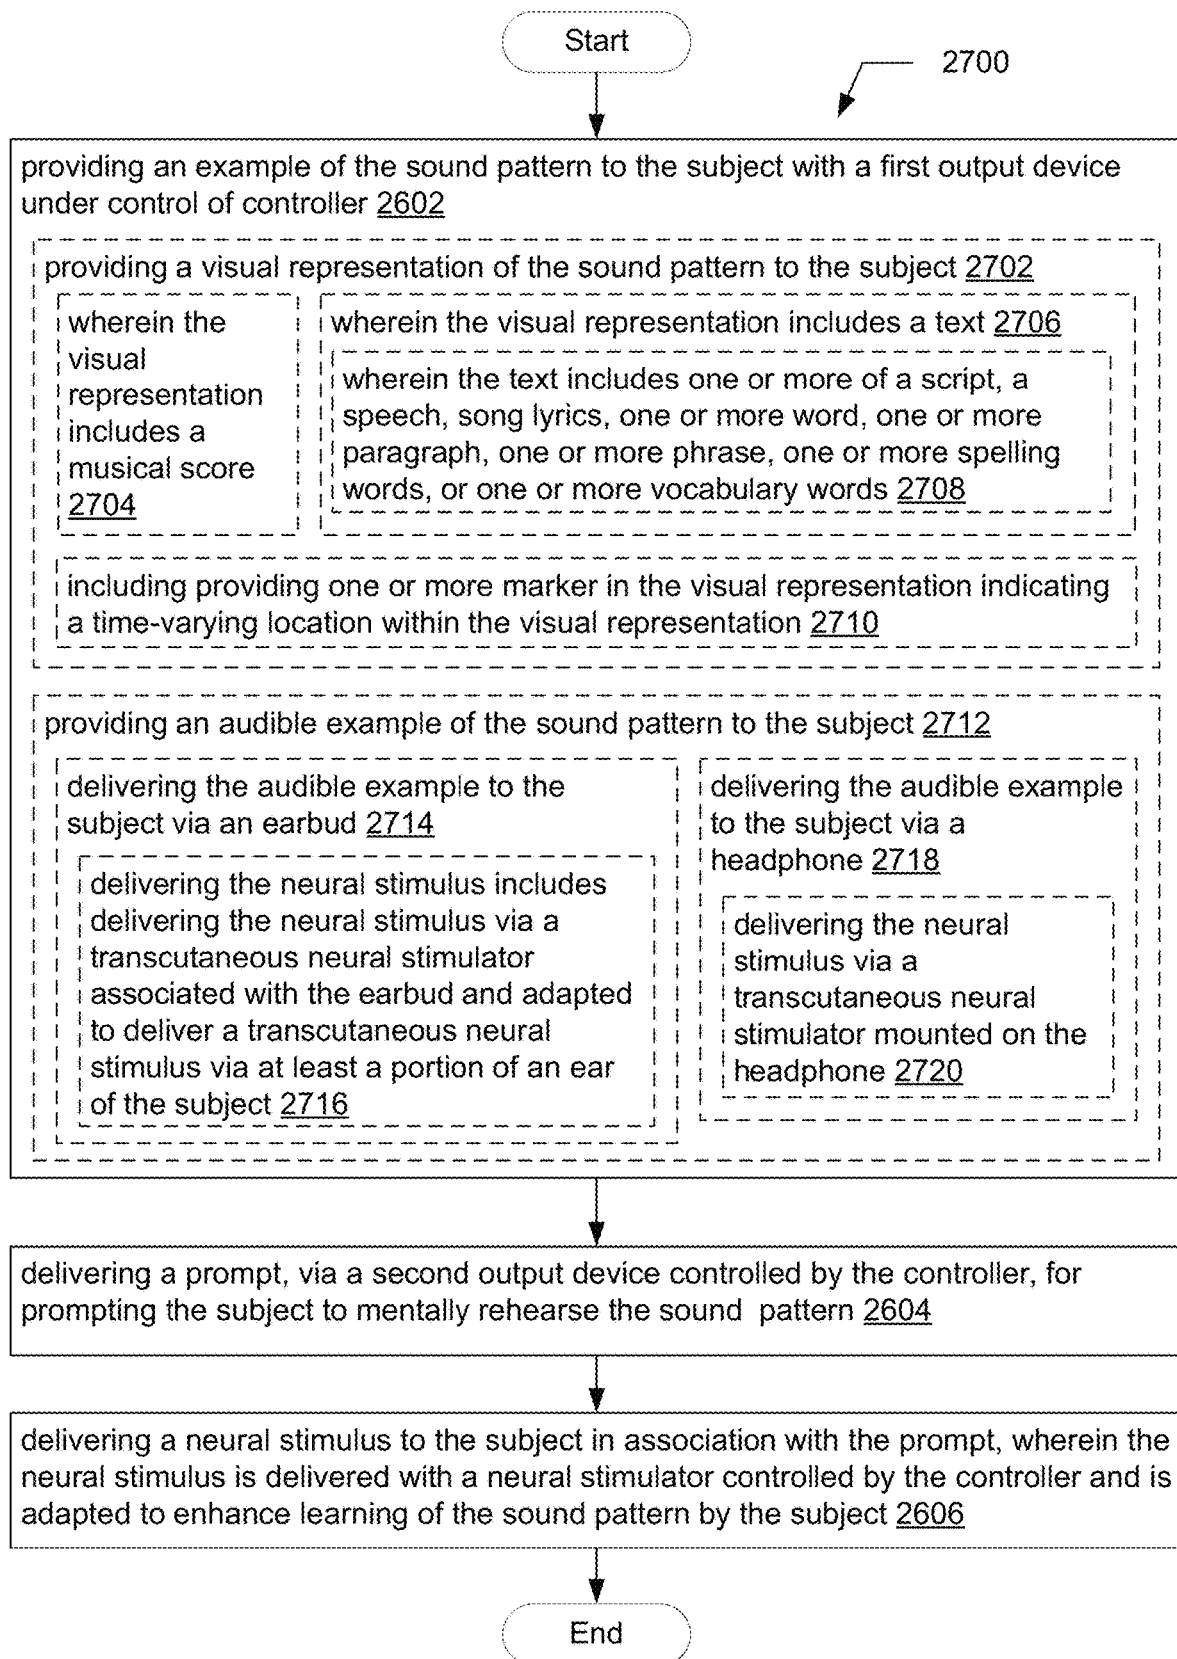 Start
2700
providing an example of the sound pattern to the subject with a first output device
under control of controller 2602
providing a visual representation of the sound pattern to the subject 2702
wherein the
visual
representation
includes a
musical score
2704
wherein the visual representation includes a text 2706
wherein the text includes one or more of a script, a
speech, song lyrics, one or more word, one or more
paragraph, one or more phrase, one or more spelling
words, or one or more vocabulary words 2708
including providing one or more marker in the visual representation indicating
a time-varying location within the visual representation 2710
providing an audible example of the sound pattern to the subject 2712
delivering the audible example to the
subject via an earbud 2714
delivering the neural stimulus includes
delivering the neural stimulus via a
transcutaneous neural stimulator
associated with the earbud and adapted
to deliver a transcutaneous neural
stimulus via at least a portion of an ear
of the subject 2716
delivering the audible example
to the subject via a
headphone 2718
delivering the neural
stimulus via a
transcutaneous neural
stimulator mounted on the
headphone 2720
delivering a prompt, via a second output device controlled by the controller, for
prompting the subject to mentally rehearse the sound pattern 2604
delivering a neural stimulus to the subject in association with the prompt, wherein the
neural stimulus is delivered with a neural stimulator controlled by the controller and is
adapted to enhance learning of the sound pattern by the subject 2606
End